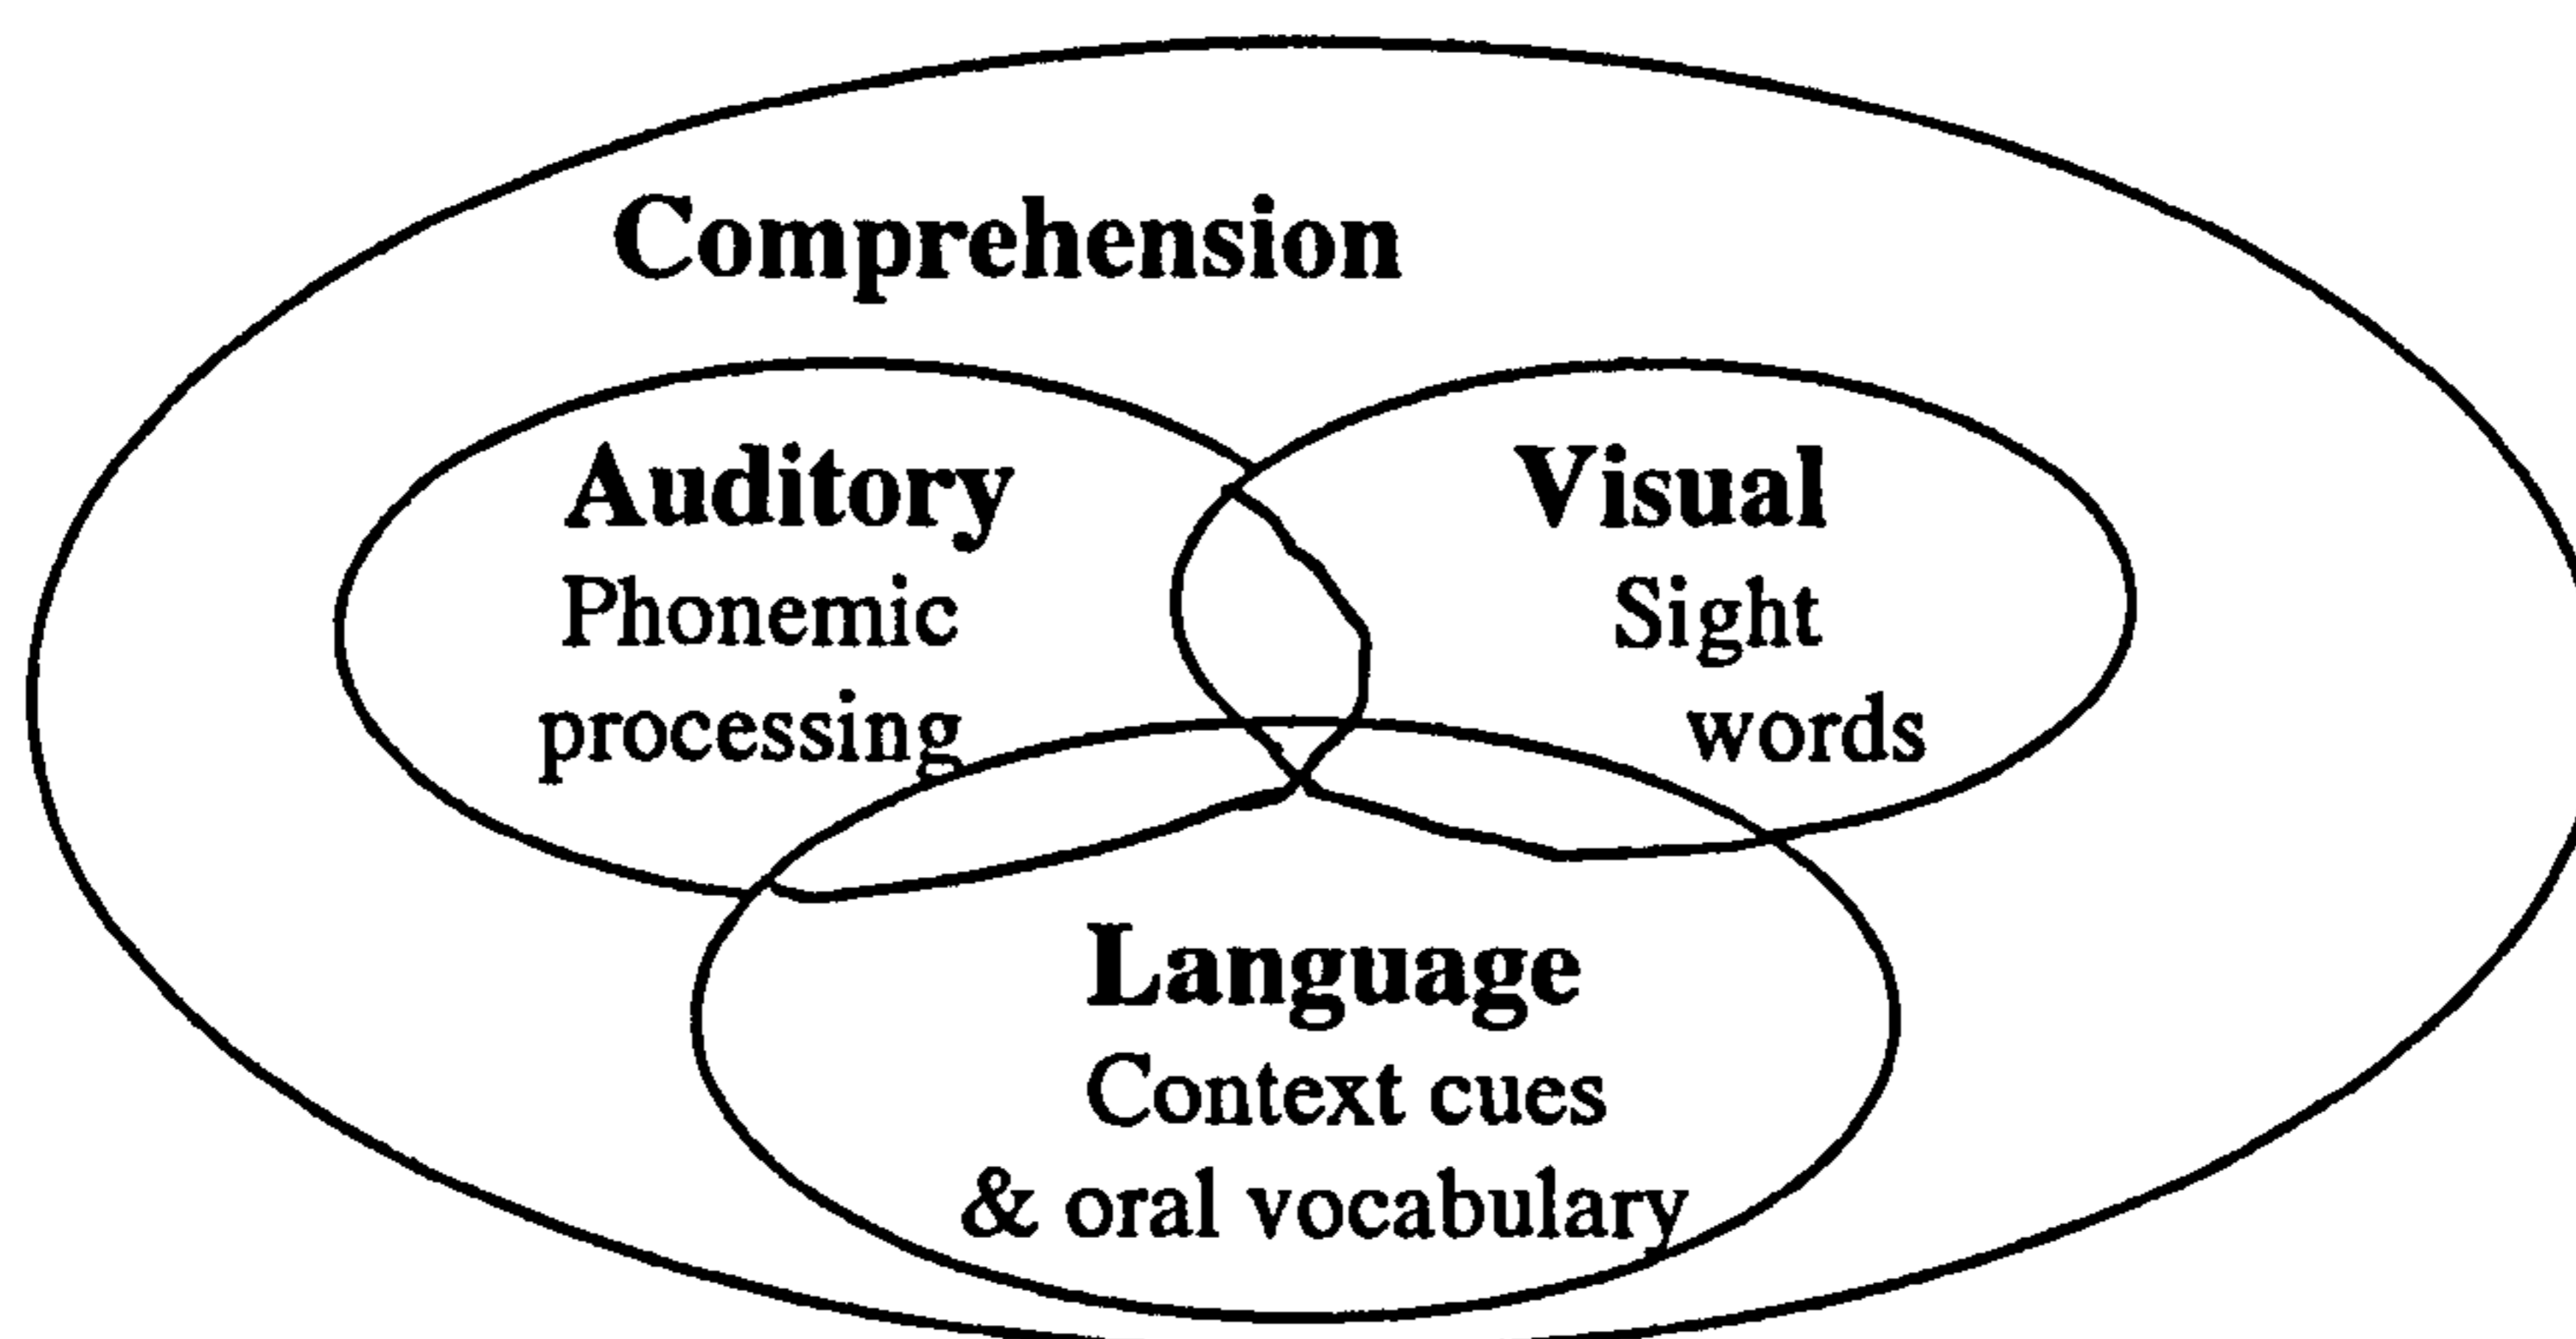 Comprehension
Auditory
Phonemic
processing
Visual
Sight
words
Language
Context cues
& oral vocabulary